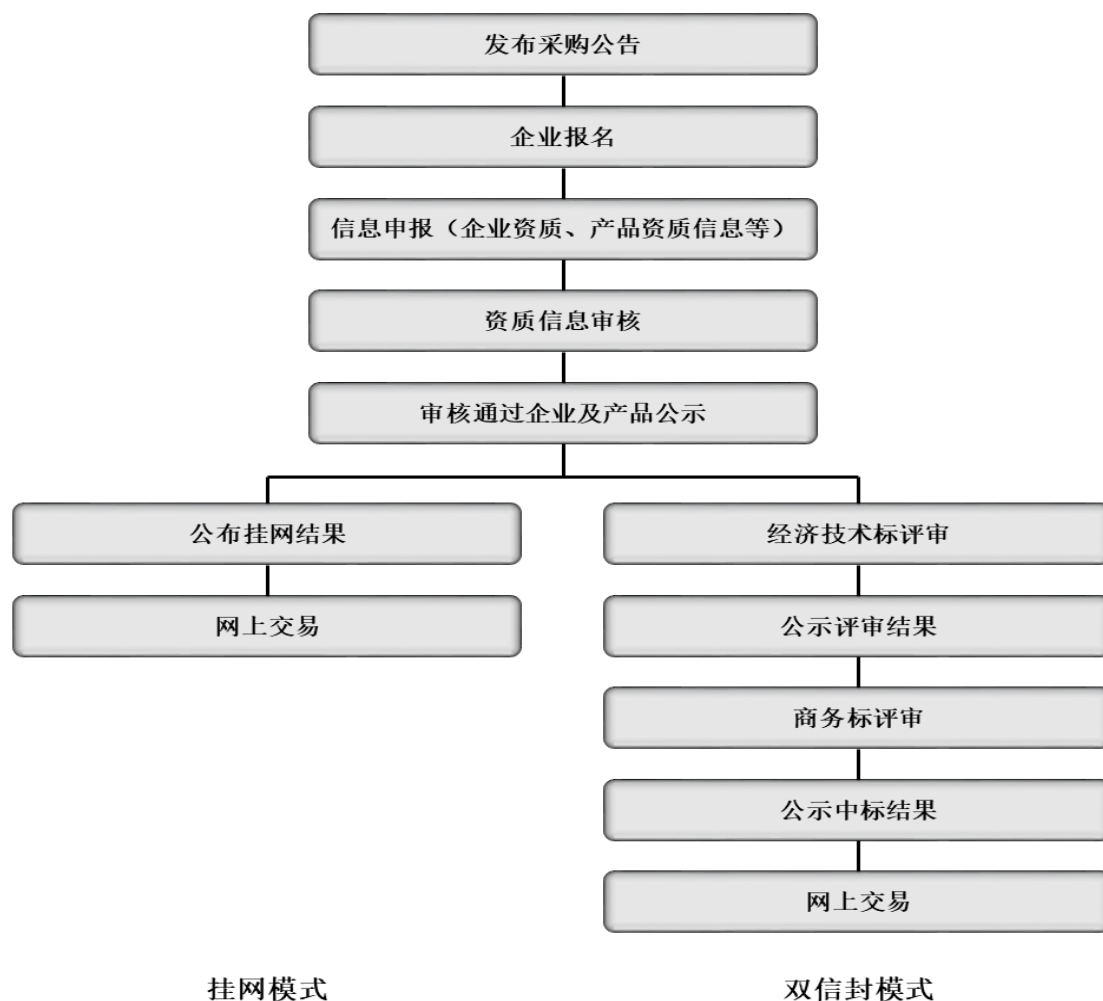 发布采购公告
企业报名
信息申报（企业资质、产品资质信息等）
资质信息审核
审核通过企业及产品公示
公布挂网结果
网上交易
经济技术标评审
公示评审结果
商务标评审
公示中标结果
网上交易
挂网模式
双信封模式